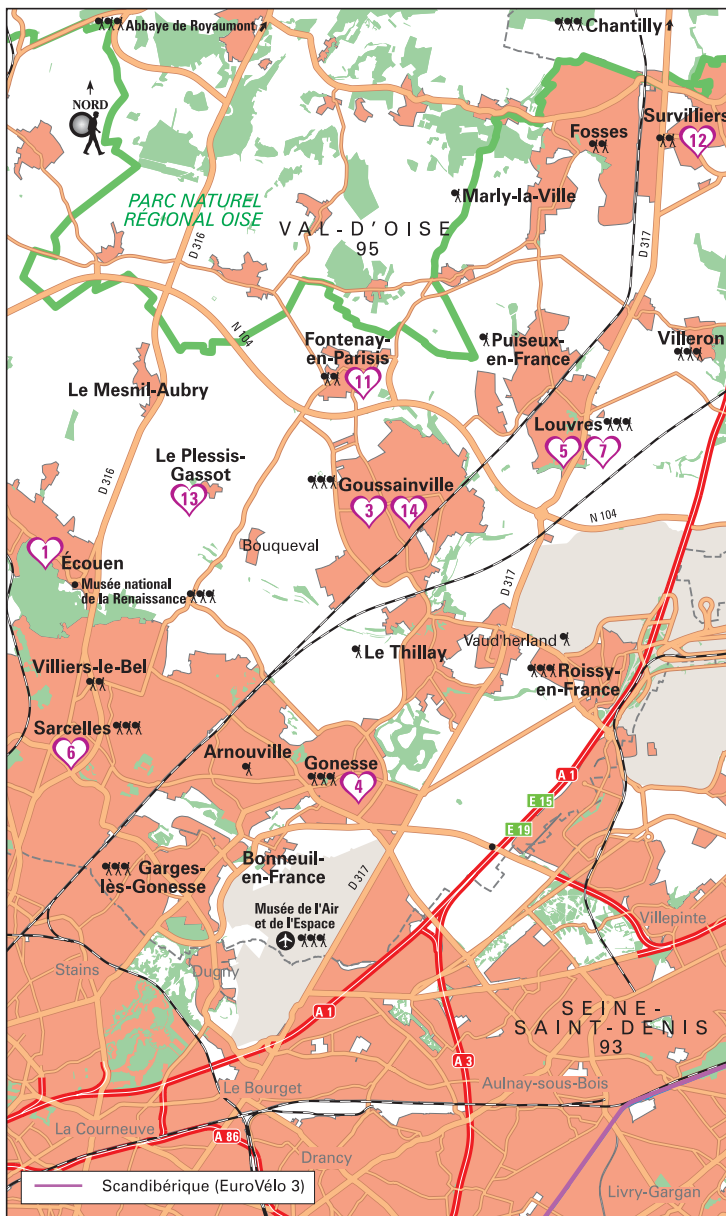 Abbaye de Royaumont
Chantilly
NORD
Survilliers
12
Fosses
PARC NATUREL
RÉGIONAL OISE
Marly-la-Ville
VAL-D'OISE
95
D 316
D 317
N 104
Fontenay-
en-Parisis
11
Puiseux-
en-France
Villeron
Le Mesnil-Aubry
Louvres
5
7
Le Plessis-
Gassot
13
Goussainville
3
14
D 316
N 104
Bouqueval
1
Écouen
Musée national
de la Renaissance
D 317
Vaud'herland
Le Thillay
Roissy-
en-France
Villiers-le-Bel
Sarcelles
6
Arnouville
Gonesse
4
A 1
E 15
E 19
Garges-
lès-Gonesse
Bonneuil-
en-France
D 317
Musée de l'Air
et de l'Espace
Villepinte
Stains
Dugny
A 1
SEINE-
SAINT-DENIS
93
A 3
Le Bourget
Aulnay-sous-Bois
La Courneuve
A 86
Drancy
Livry-Gargan
Scandibérique (EuroVélo 3)